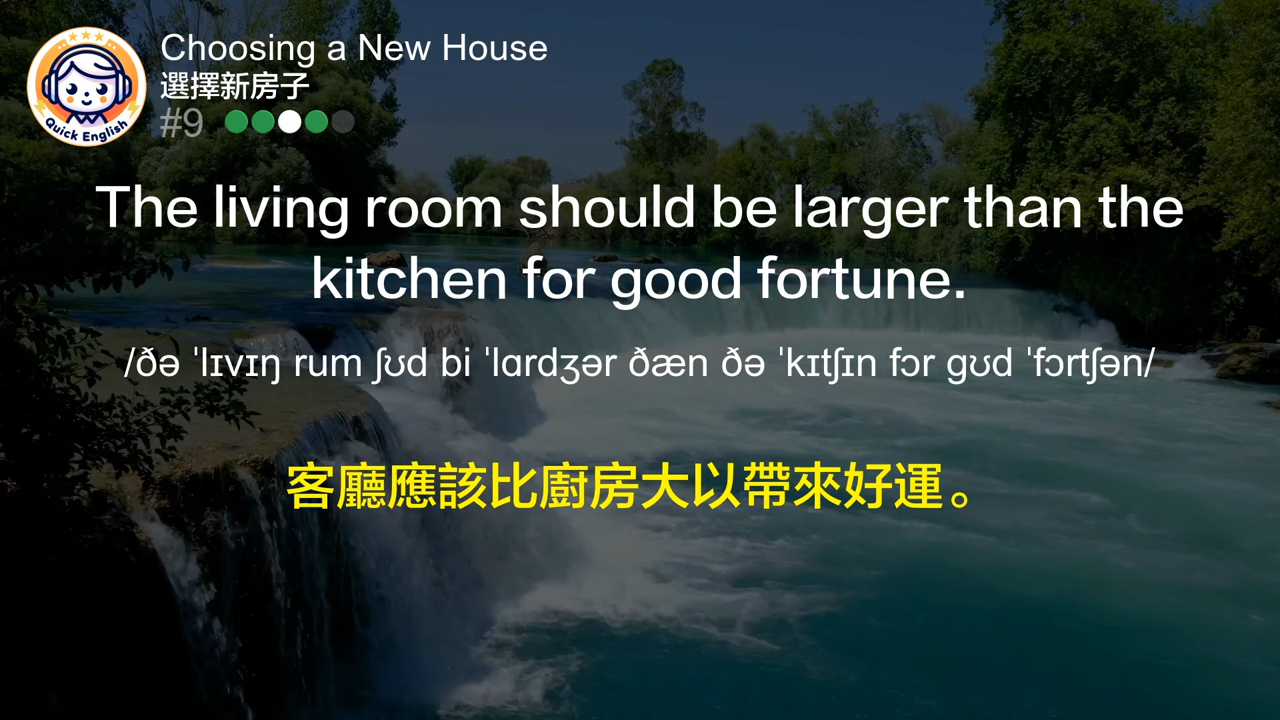 Choosing a New House
選擇新房子
#9
Quick English
The living room should be larger than the
kitchen for good fortune.
/ðə ˈlɪvɪŋ rum ʃʊd bi ˈlɑrdʒər ðæn ðə ˈkɪtʃɪn fɔr gʊd ˈfɔrtʃən/
客廳應該比廚房大以帶來好運。